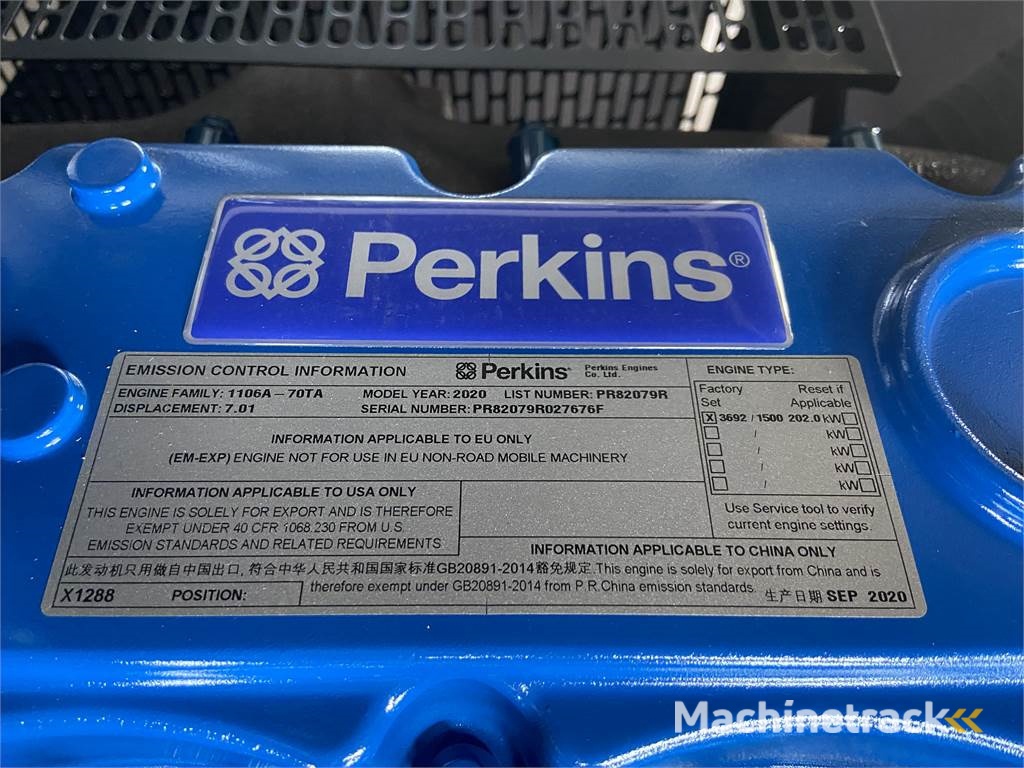 Perkins®
EMISSION CONTROL INFORMATION
Perkins
Perkins Engines
Co. Ltd.
ENGINE FAMILY: 1106A-70TA MODEL YEAR: 2020 LIST NUMBER: PR82079R
DISPLACEMENT: 7.01 SERIAL NUMBER: PR82079R027676F
INFORMATION APPLICABLE TO EU ONLY
(EM-EXP) ENGINE NOT FOR USE IN EU NON-ROAD MOBILE MACHINERY
INFORMATION APPLICABLE TO USA ONLY
THIS ENGINE IS SOLELY FOR EXPORT AND IS THEREFORE
EXEMPT UNDER 40 CFR 1068.230 FROM U.S.
EMISSION STANDARDS AND RELATED REQUIREMENTS
ENGINE TYPE:
Factory Reset if
Set Applicable
X 3692 / 1500 202.0 kW
/ kW
/ kW
/ kW
/ kW
Use Service tool to verify
current engine settings.
INFORMATION APPLICABLE TO CHINA ONLY
此发动机只用做自中国出口,符合中华人民共和国国家标准GB20891-2014豁免规定.This engine is solely for export from China and is
therefore exempt under GB20891-2014 from P.R.China emission standards.
X1288 POSITION:
生产日期 SEP 2020
Machinetrack